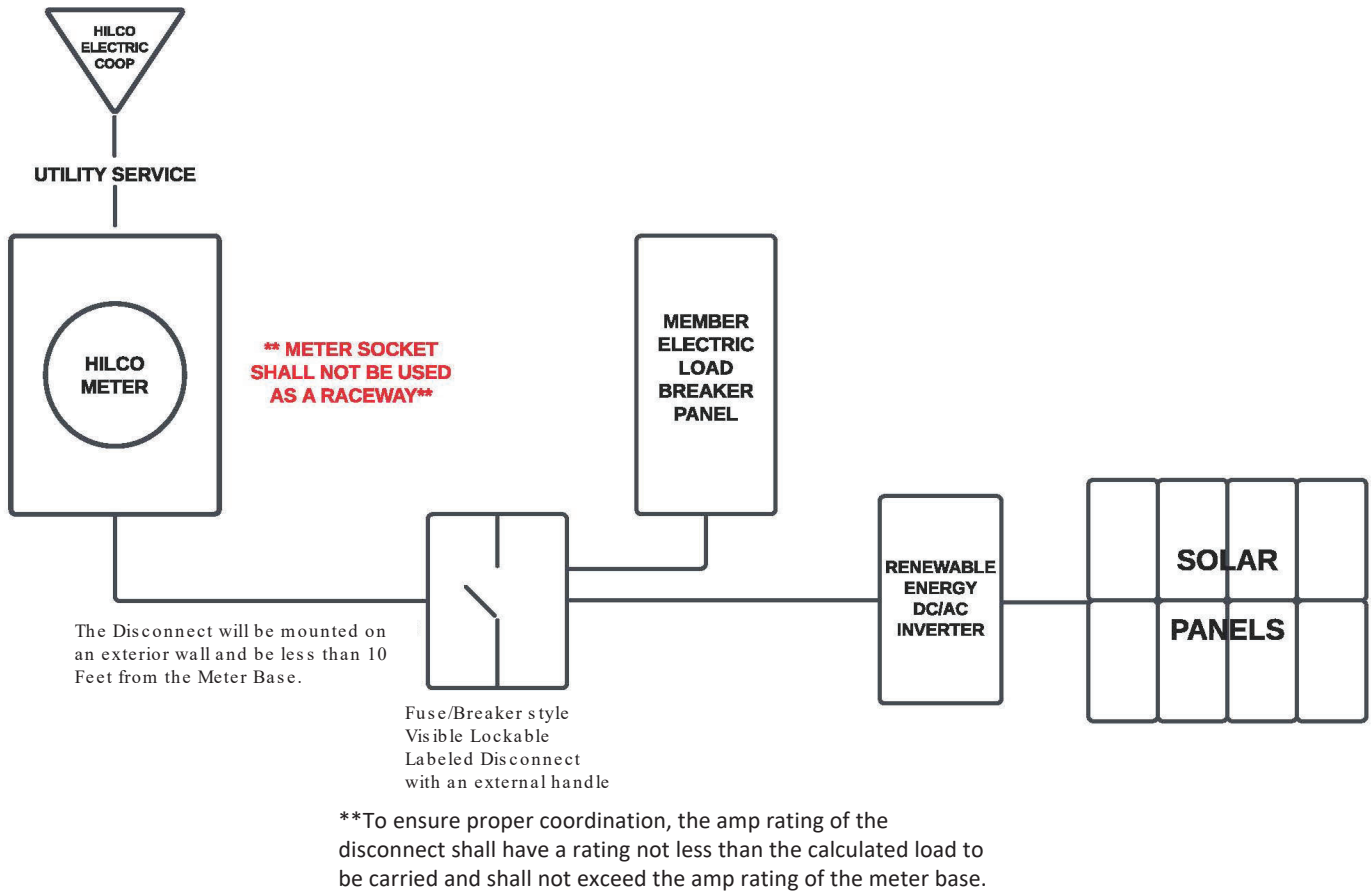 HILCO
ELECTRIC
COOP
UTILITY SERVICE
HILCO
METER
** METER SOCKET
SHALL NOT BE USED
AS A RACEWAY**
MEMBER
ELECTRIC
LOAD
BREAKER
PANEL
RENEWABLE
ENERGY
DC/AC
INVERTER
SOLAR
PANELS
The Disconnect will be mounted on
an exterior wall and be less than 10
Feet from the Meter Base.
Fuse/Breaker style
Visible Lockable
Labeled Disconnect
with an external handle
**To ensure proper coordination, the amp rating of the
disconnect shall have a rating not less than the calculated load to
be carried and shall not exceed the amp rating of the meter base.